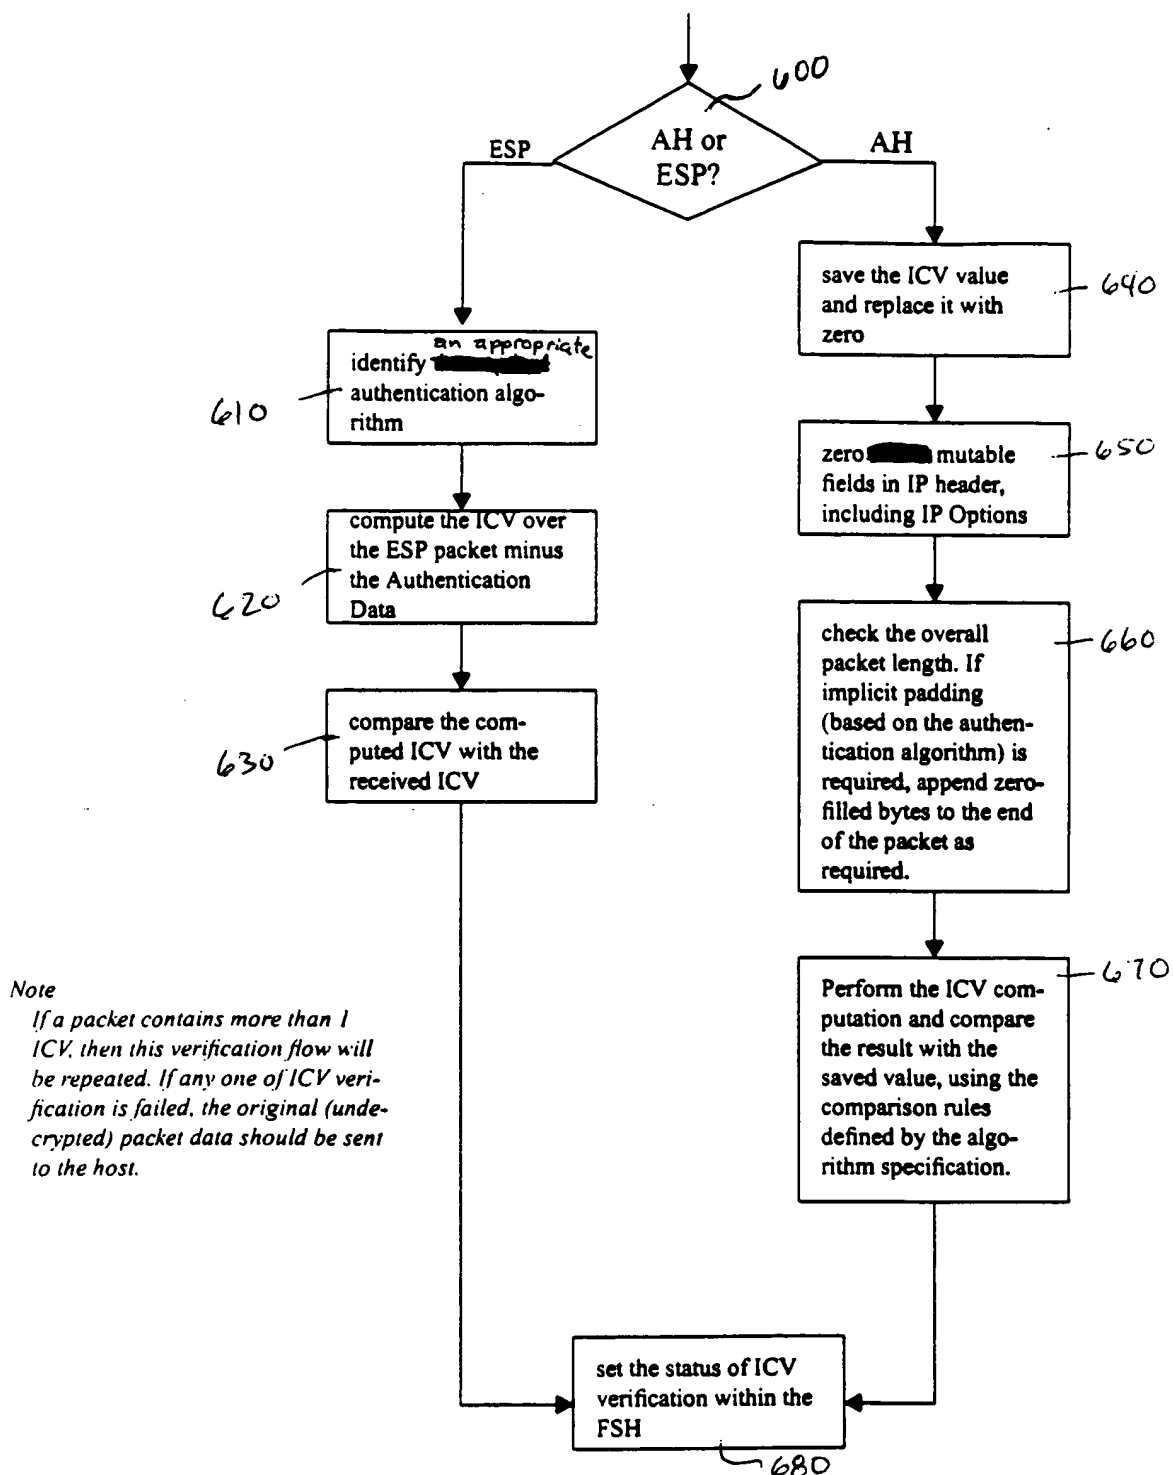 600
AH or
ESP?
ESP
AH
an appropriate
identify
authentication algo-
rithm
610
compute the ICV over
the ESP packet minus
the Authentication
Data
620
compare the com-
puted ICV with the
received ICV
630
save the ICV value
and replace it with
zero
640
zero mutable
fields in IP header,
including IP Options
650
check the overall
packet length. If
implicit padding
(based on the authen-
tication algorithm) is
required, append zero-
filled bytes to the end
of the packet as
required.
660
Perform the ICV com-
putation and compare
the result with the
saved value, using the
comparison rules
defined by the algo-
rithm specification.
670
Note
If a packet contains more than 1
ICV, then this verification flow will
be repeated. If any one of ICV veri-
fication is failed, the original (unde-
crypted) packet data should be sent
to the host.
set the status of ICV
verification within the
FSH
680